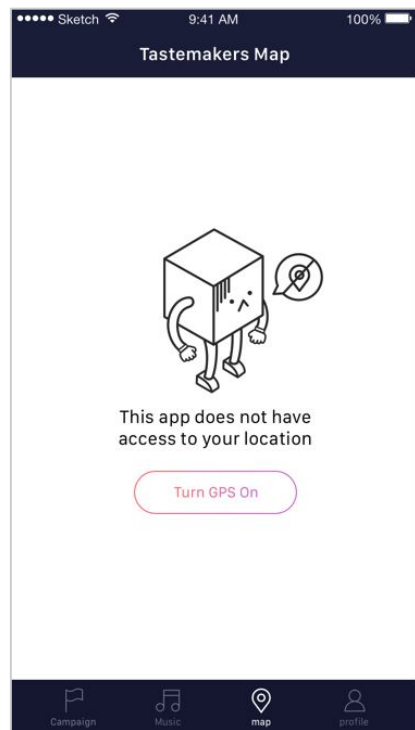 Sketch 9:41 AM 100%
Tastemakers Map
This app does not have
access to your location
Turn GPS On
Campaign Music map profile